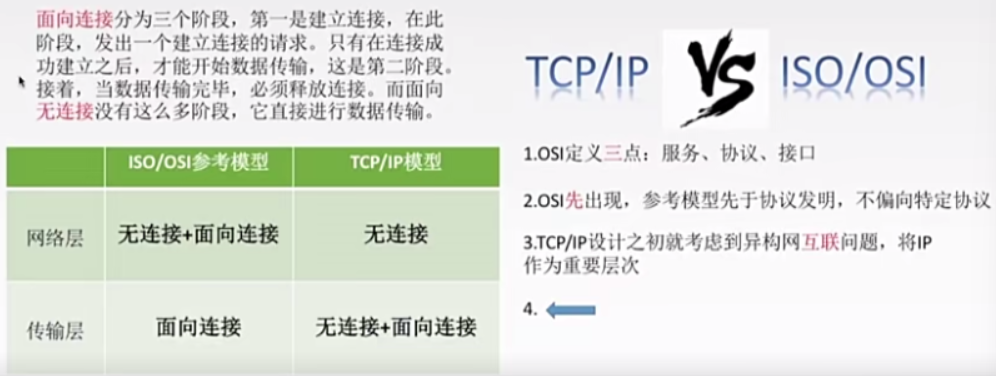 面向连接分为三个阶段，第一是建立连接，在此
阶段，发出一个建立连接的请求。只有在连接成
功建立之后，才能开始数据传输，这是第二阶段。
接着，当数据传输完毕，必须释放连接。而面向
无连接没有这么多阶段，它直接进行数据传输。
ISO/OSI参考模型 TCP/IP模型
网络层 无连接+面向连接 无连接
传输层 面向连接 无连接+面向连接
TCP/IP VS ISO/OSI
1.OSI定义三点：服务、协议、接口
2.OSI先出现，参考模型先于协议发明，不偏向特定协议
3.TCP/IP设计之初就考虑到异构网互联问题，将IP
作为重要层次
4.